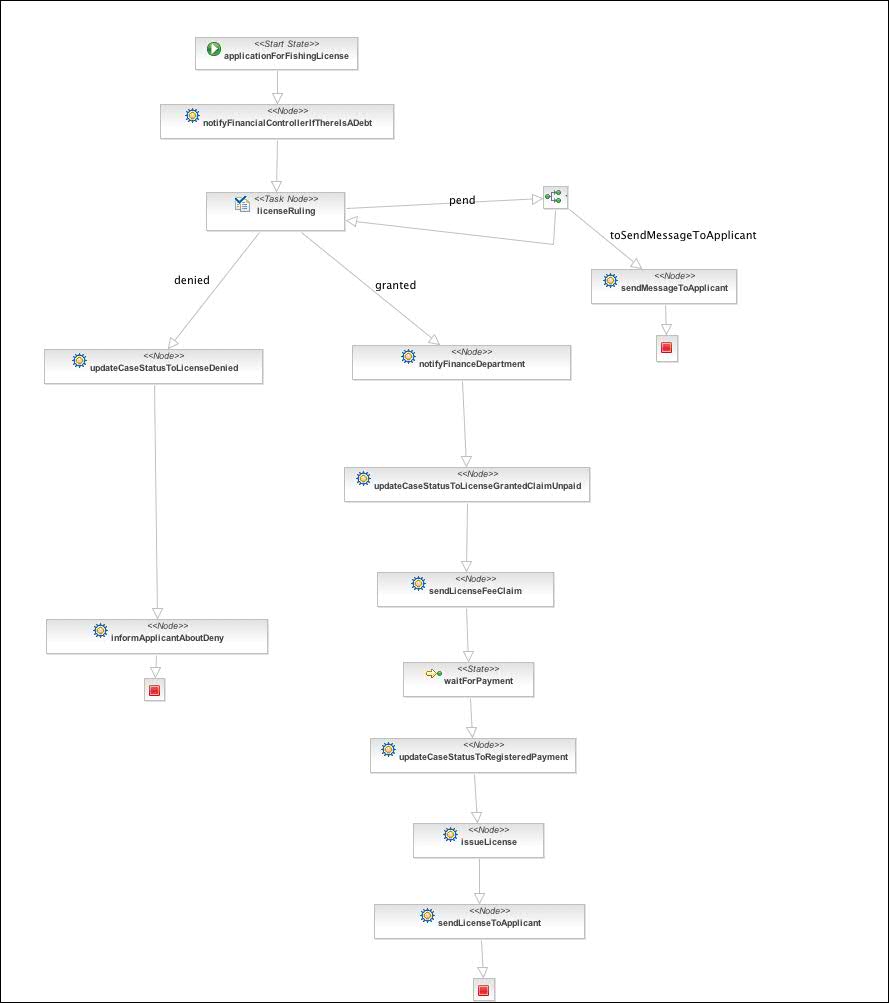 <<Start State>>
applicationForFishingLicense
<<Node>>
notifyFinancialControllerIfThereIsADebt
<<Task Node>>
licenseRuling
pend
toSendMessageToApplicant
<<Node>>
sendMessageToApplicant
denied
granted
<<Node>>
updateCaseStatusToLicenseDenied
<<Node>>
notifyFinanceDepartment
<<Node>>
updateCaseStatusToLicenseGrantedClaimUnpaid
<<Node>>
sendLicenseFeeClaim
<<Node>>
informApplicantAboutDeny
<<State>>
waitForPayment
<<Node>>
updateCaseStatusToRegisteredPayment
<<Node>>
issueLicense
<<Node>>
sendLicenseToApplicant